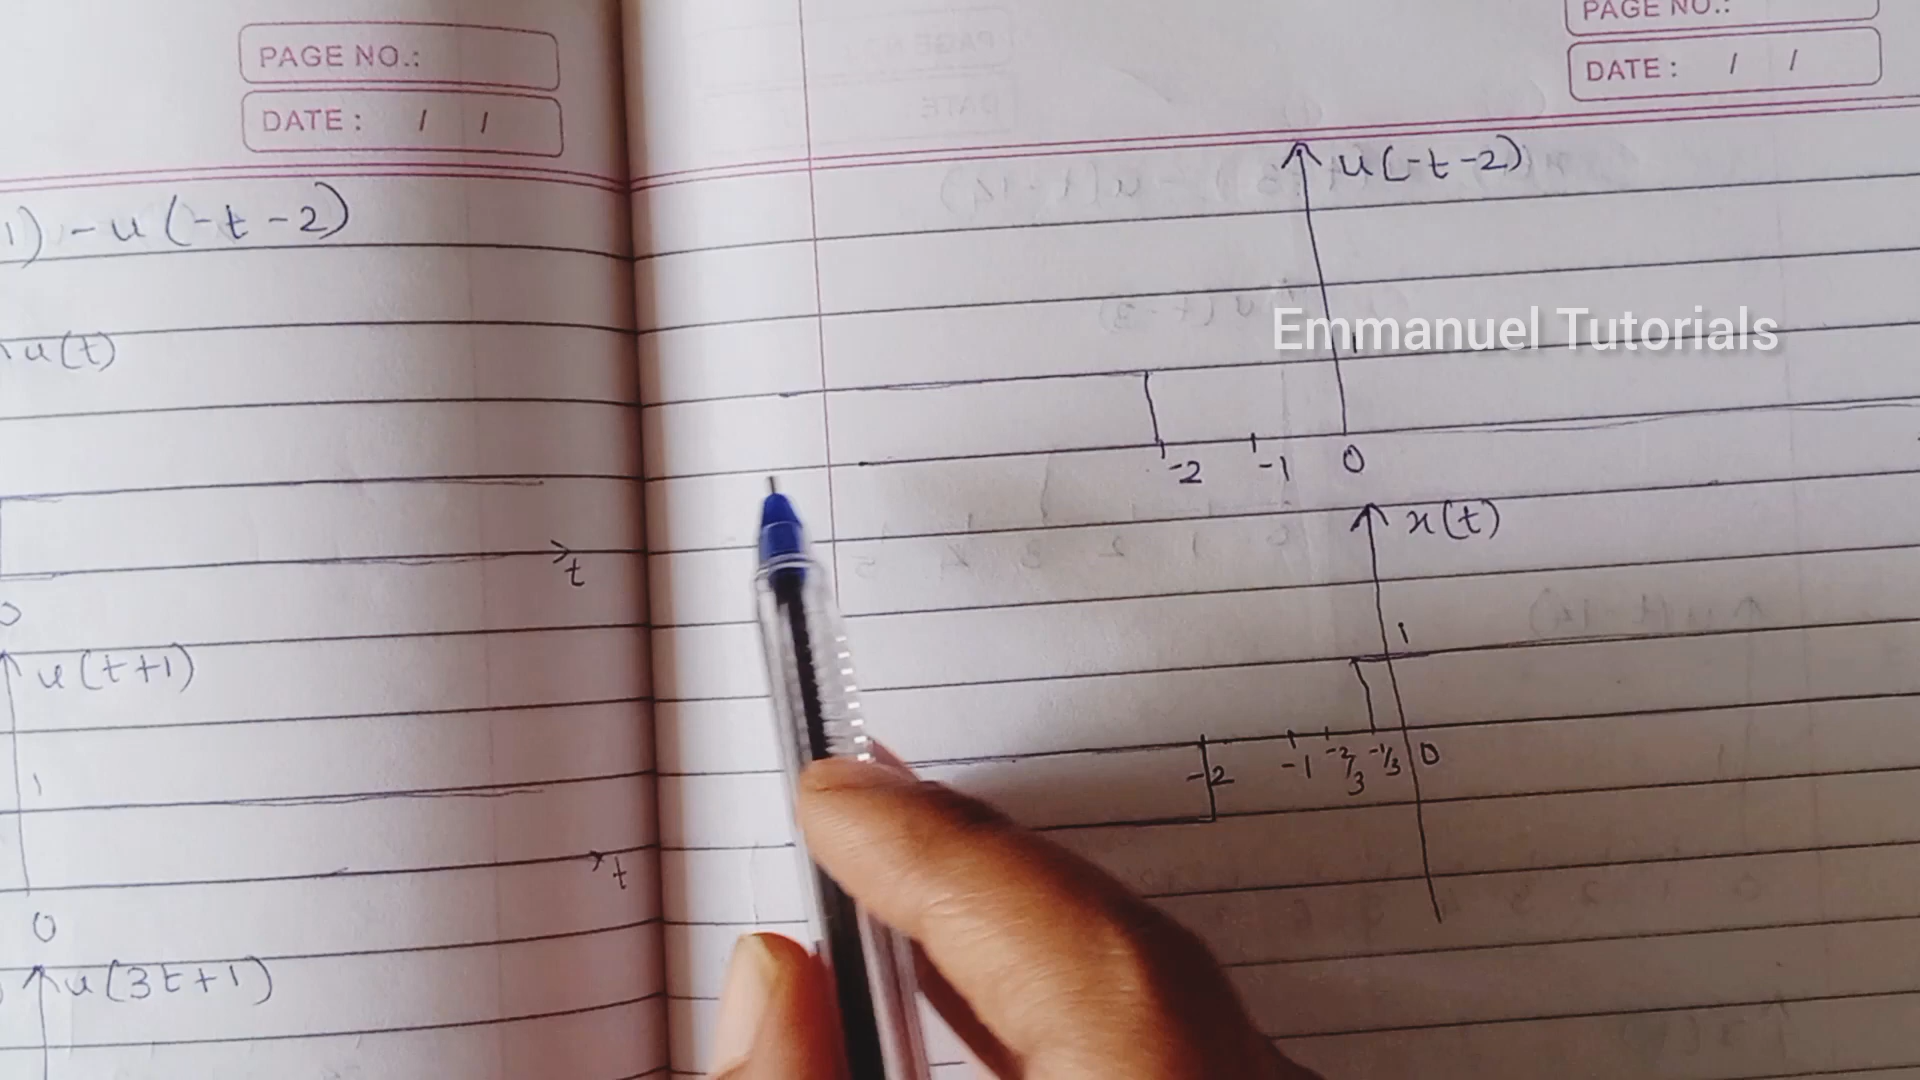 PAGE NO.:
DATE : / /
1) - u(-t-2)
u(t)
t
0
u(t+1)
1
t
0
u(3t+1)
PAGE NO.:
DATE : / /
u(-t-2)
Emmanuel Tutorials
1
-2 -1 0
x(t)
1
-2 -1 -2/3 -1/3 0